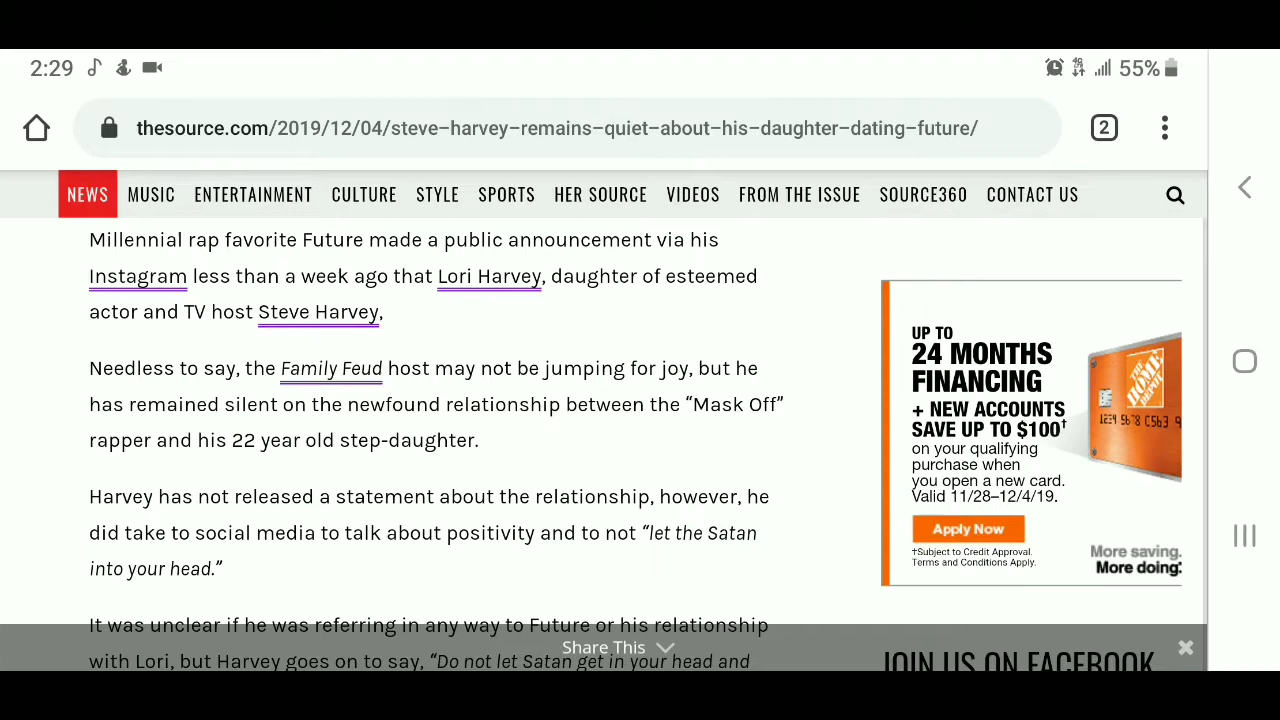 2:29
55%
thesource.com/2019/12/04/steve-harvey-remains-quiet-about-his-daughter-dating-future/
2
NEWS MUSIC ENTERTAINMENT CULTURE STYLE SPORTS HER SOURCE VIDEOS FROM THE ISSUE SOURCE360 CONTACT US
Millennial rap favorite Future made a public announcement via his
Instagram less than a week ago that Lori Harvey, daughter of esteemed
actor and TV host Steve Harvey,
Needless to say, the Family Feud host may not be jumping for joy, but he
has remained silent on the newfound relationship between the “Mask Off”
rapper and his 22 year old step-daughter.
Harvey has not released a statement about the relationship, however, he
did take to social media to talk about positivity and to not “let the Satan
into your head.”
It was unclear if he was referring in any way to Future or his relationship
with Lori, but Harvey goes on to say, “Do not let Satan get in your head and
UP TO
24 MONTHS
FINANCING
+ NEW ACCOUNTS
SAVE UP TO $100†
on your qualifying
purchase when
you open a new card.
Valid 11/28–12/4/19.
Apply Now
†Subject to Credit Approval.
Terms and Conditions Apply.
THE HOME DEPOT
1234 5678 C563 9
More saving.
More doing.
Share This
JOIN US ON FACEBOOK